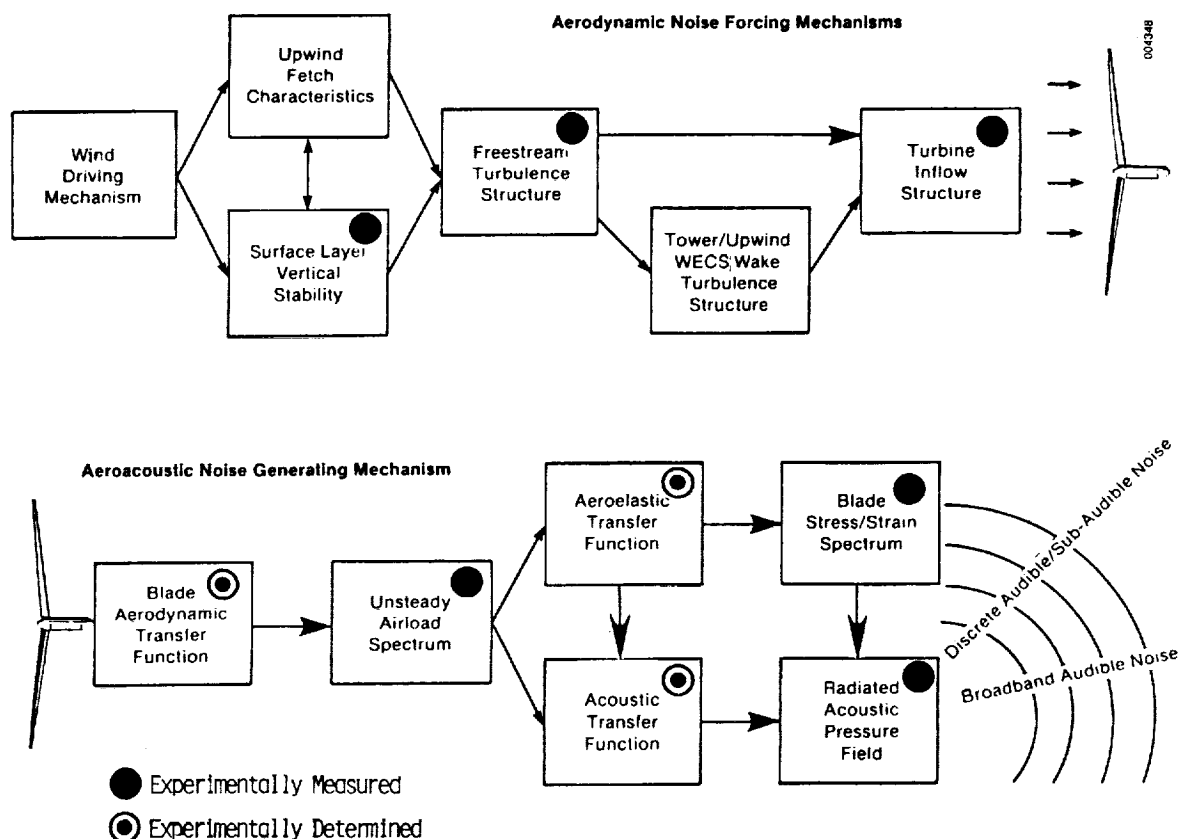 Aerodynamic Noise Forcing Mechanisms
004348
Wind
Driving
Mechanism
Upwind
Fetch
Characteristics
Surface Layer
Vertical
Stability
Freestream
Turbulence
Structure
Tower/Upwind
WECS Wake
Turbulence
Structure
Turbine
Inflow
Structure
Aeroacoustic Noise Generating Mechanism
Blade
Aerodynamic
Transfer
Function
Unsteady
Airload
Spectrum
Aeroelastic
Transfer
Function
Acoustic
Transfer
Function
Blade
Stress/Strain
Spectrum
Radiated
Acoustic
Pressure
Field
Discrete Audible/Sub-Audible Noise
Broadband Audible Noise
Experimentally Measured
Experimentally Determined